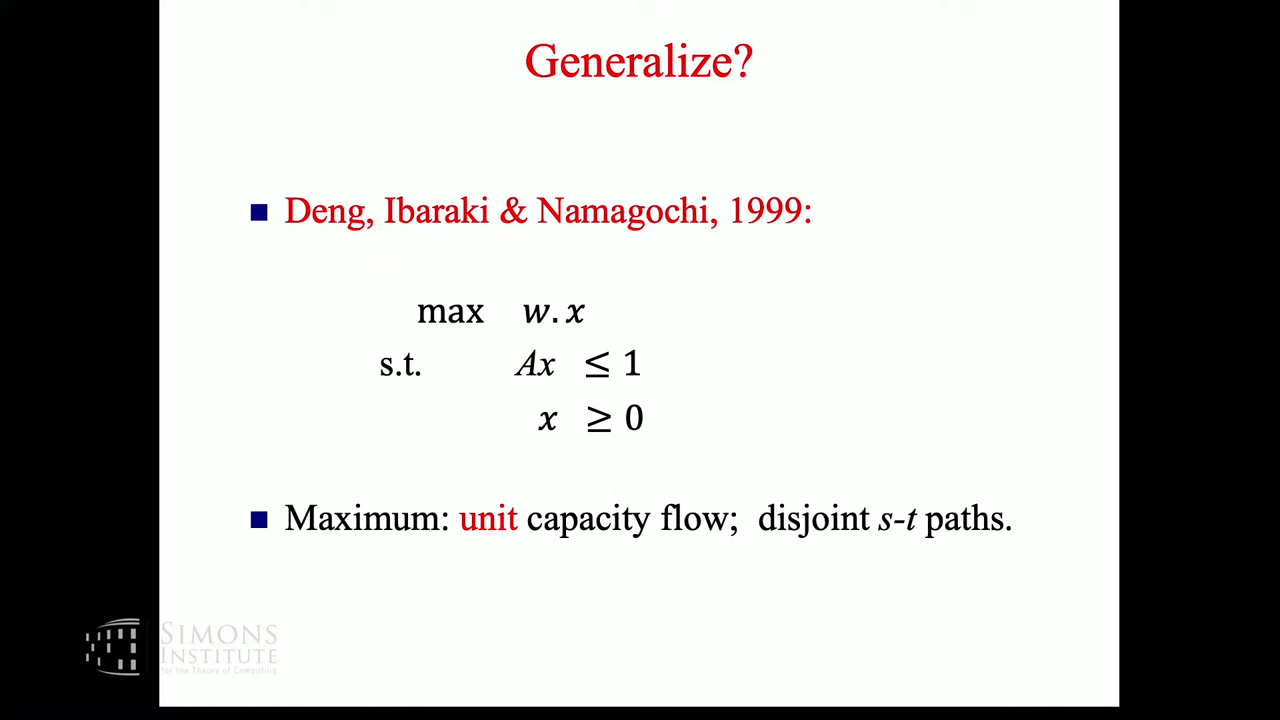 Generalize?
Deng, Ibaraki & Namagochi, 1999:
max w. x
s.t. Ax ≤ 1
x ≥ 0
Maximum: unit capacity flow; disjoint s-t paths.
SIMONS
INSTITUTE
for the Theory of Computing